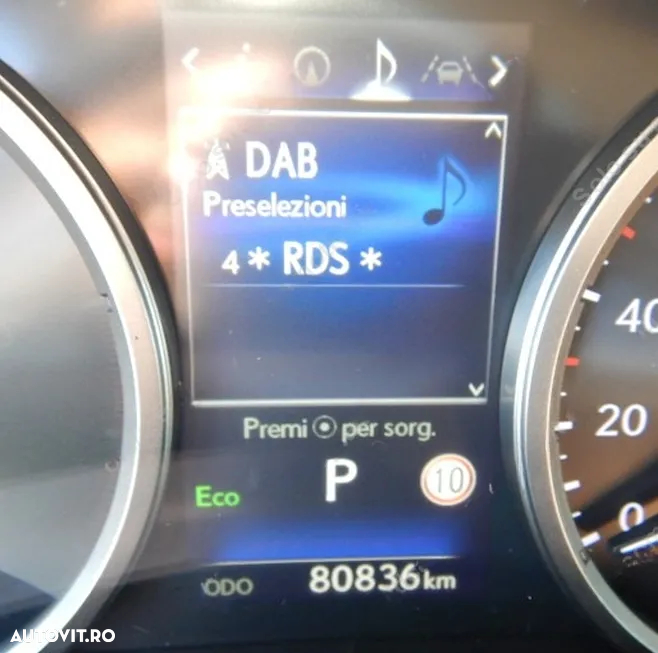 DAB
Preselezioni
4 * RDS *
Premi per sorg.
Eco
P
10
ODO 80836 km
40
20
0
AUTOVIT.RO